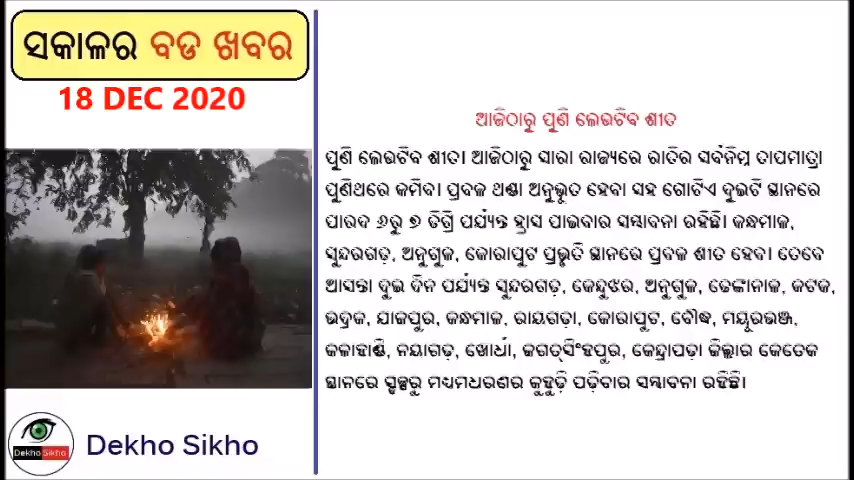 ସକାଳର ବଡ ଖବର
18 DEC 2020
ଆଜିଠାରୁ ପୁଣି ଲେଉଟିବ ଶୀତ
ପୁଣି ଲେଉଟିବ ଶୀତ। ଆଜିଠାରୁ ସାରା ରାଜ୍ୟରେ ରାତିର ସର୍ବନିମ୍ନ ତାପମାତ୍ରା
ପୁଣିଥରେ କମିବ। ପ୍ରବଳ ଥଣ୍ଡା ଅନୁଭୂତ ହେବା ସହ ଗୋଟିଏ ଦୁଇଟି ସ୍ଥାନରେ
ପାରଦ ୬ରୁ ୭ ଡିଗ୍ରି ପର୍ଯ୍ୟନ୍ତ ହ୍ରାସ ପାଇବାର ସମ୍ଭାବନା ରହିଛି। କନ୍ଧମାଳ,
ସୁନ୍ଦରଗଡ଼, ଅନୁଗୁଳ, କୋରାପୁଟ ପ୍ରଭୃତି ସ୍ଥାନରେ ପ୍ରବଳ ଶୀତ ହେବ। ତେବେ
ଆସନ୍ତା ଦୁଇ ଦିନ ପର୍ଯ୍ୟନ୍ତ ସୁନ୍ଦରଗଡ଼, କେନ୍ଦୁଝର, ଅନୁଗୁଳ, ଢେଙ୍କାନାଳ, କଟକ,
ଭଦ୍ରକ, ଯାଜପୁର, କନ୍ଧମାଳ, ରାୟଗଡ଼ା, କୋରାପୁଟ, ବୌଦ୍ଧ, ମୟୂରଭଞ୍ଜ,
କଳାହାଣ୍ଡି, ନୟାଗଡ଼, ଖୋର୍ଧା, ଜଗତ୍‌ସିଂହପୁର, କେନ୍ଦ୍ରାପଡ଼ା ଜିଲ୍ଲାର କେତେକ
ସ୍ଥାନରେ ସ୍ବଳ୍ପରୁ ମଧ୍ୟମଧରଣର କୁହୁଡ଼ି ପଡ଼ିବାର ସମ୍ଭାବନା ରହିଛି।
Dekho Sikho
Dekho Sikho